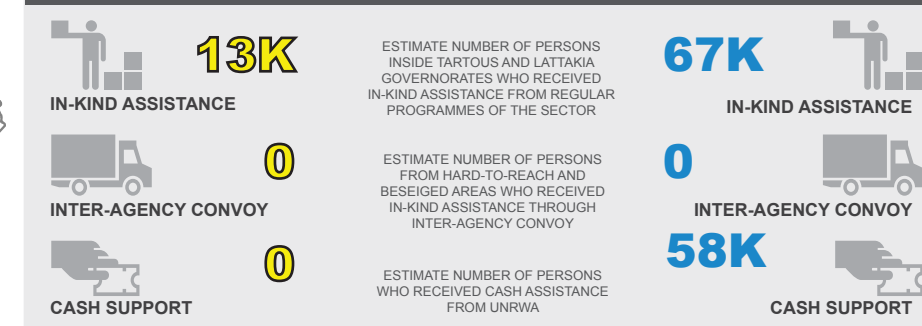 13K
IN-KIND ASSISTANCE
ESTIMATE NUMBER OF PERSONS
INSIDE TARTOUS AND LATTAKIA
GOVERNORATES WHO RECEIVED
IN-KIND ASSISTANCE FROM REGULAR
PROGRAMMES OF THE SECTOR
67K
IN-KIND ASSISTANCE
0
INTER-AGENCY CONVOY
ESTIMATE NUMBER OF PERSONS
FROM HARD-TO-REACH AND
BESEIGED AREAS WHO RECEIVED
IN-KIND ASSISTANCE THROUGH
INTER-AGENCY CONVOY
0
INTER-AGENCY CONVOY
0
CASH SUPPORT
ESTIMATE NUMBER OF PERSONS
WHO RECEIVED CASH ASSISTANCE
FROM UNRWA
58K
CASH SUPPORT